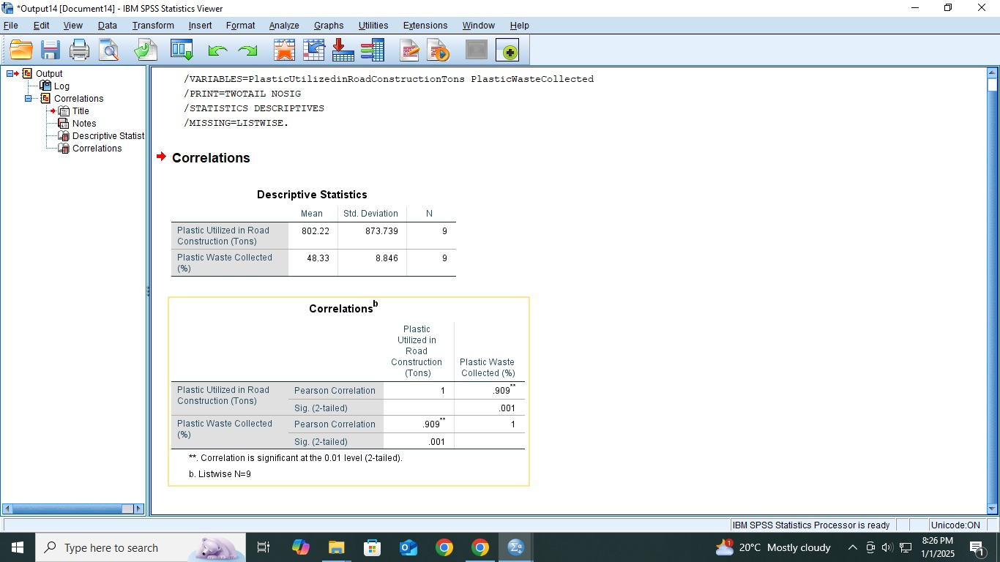 *Output14 [Document14] - IBM SPSS Statistics Viewer
File Edit View Data Transform Insert Format Analyze Graphs Utilities Extensions Window Help
Output
Log
Correlations
Title
Notes
Descriptive Statist
Correlations
/VARIABLES=PlasticUtilizedinRoadConstructionTons PlasticWasteCollected
/PRINT=TWOTAIL NOSIG
/STATISTICS DESCRIPTIVES
/MISSING=LISTWISE.
Correlations
Descriptive Statistics
Mean Std. Deviation N
Plastic Utilized in Road 802.22 873.739 9
Construction (Tons)
Plastic Waste Collected 48.33 8.846 9
(%)
Correlationsb
Plastic
Utilized in
Road
Construction Plastic Waste
(Tons) Collected (%)
Plastic Utilized in Road Pearson Correlation 1 .909**
Construction (Tons)
Sig. (2-tailed) .001
Plastic Waste Collected Pearson Correlation .909** 1
(%)
Sig. (2-tailed) .001
**. Correlation is significant at the 0.01 level (2-tailed).
b. Listwise N=9
IBM SPSS Statistics Processor is ready Unicode:ON
Type here to search
20°C Mostly cloudy
8:26 PM
1/1/2025
1
1